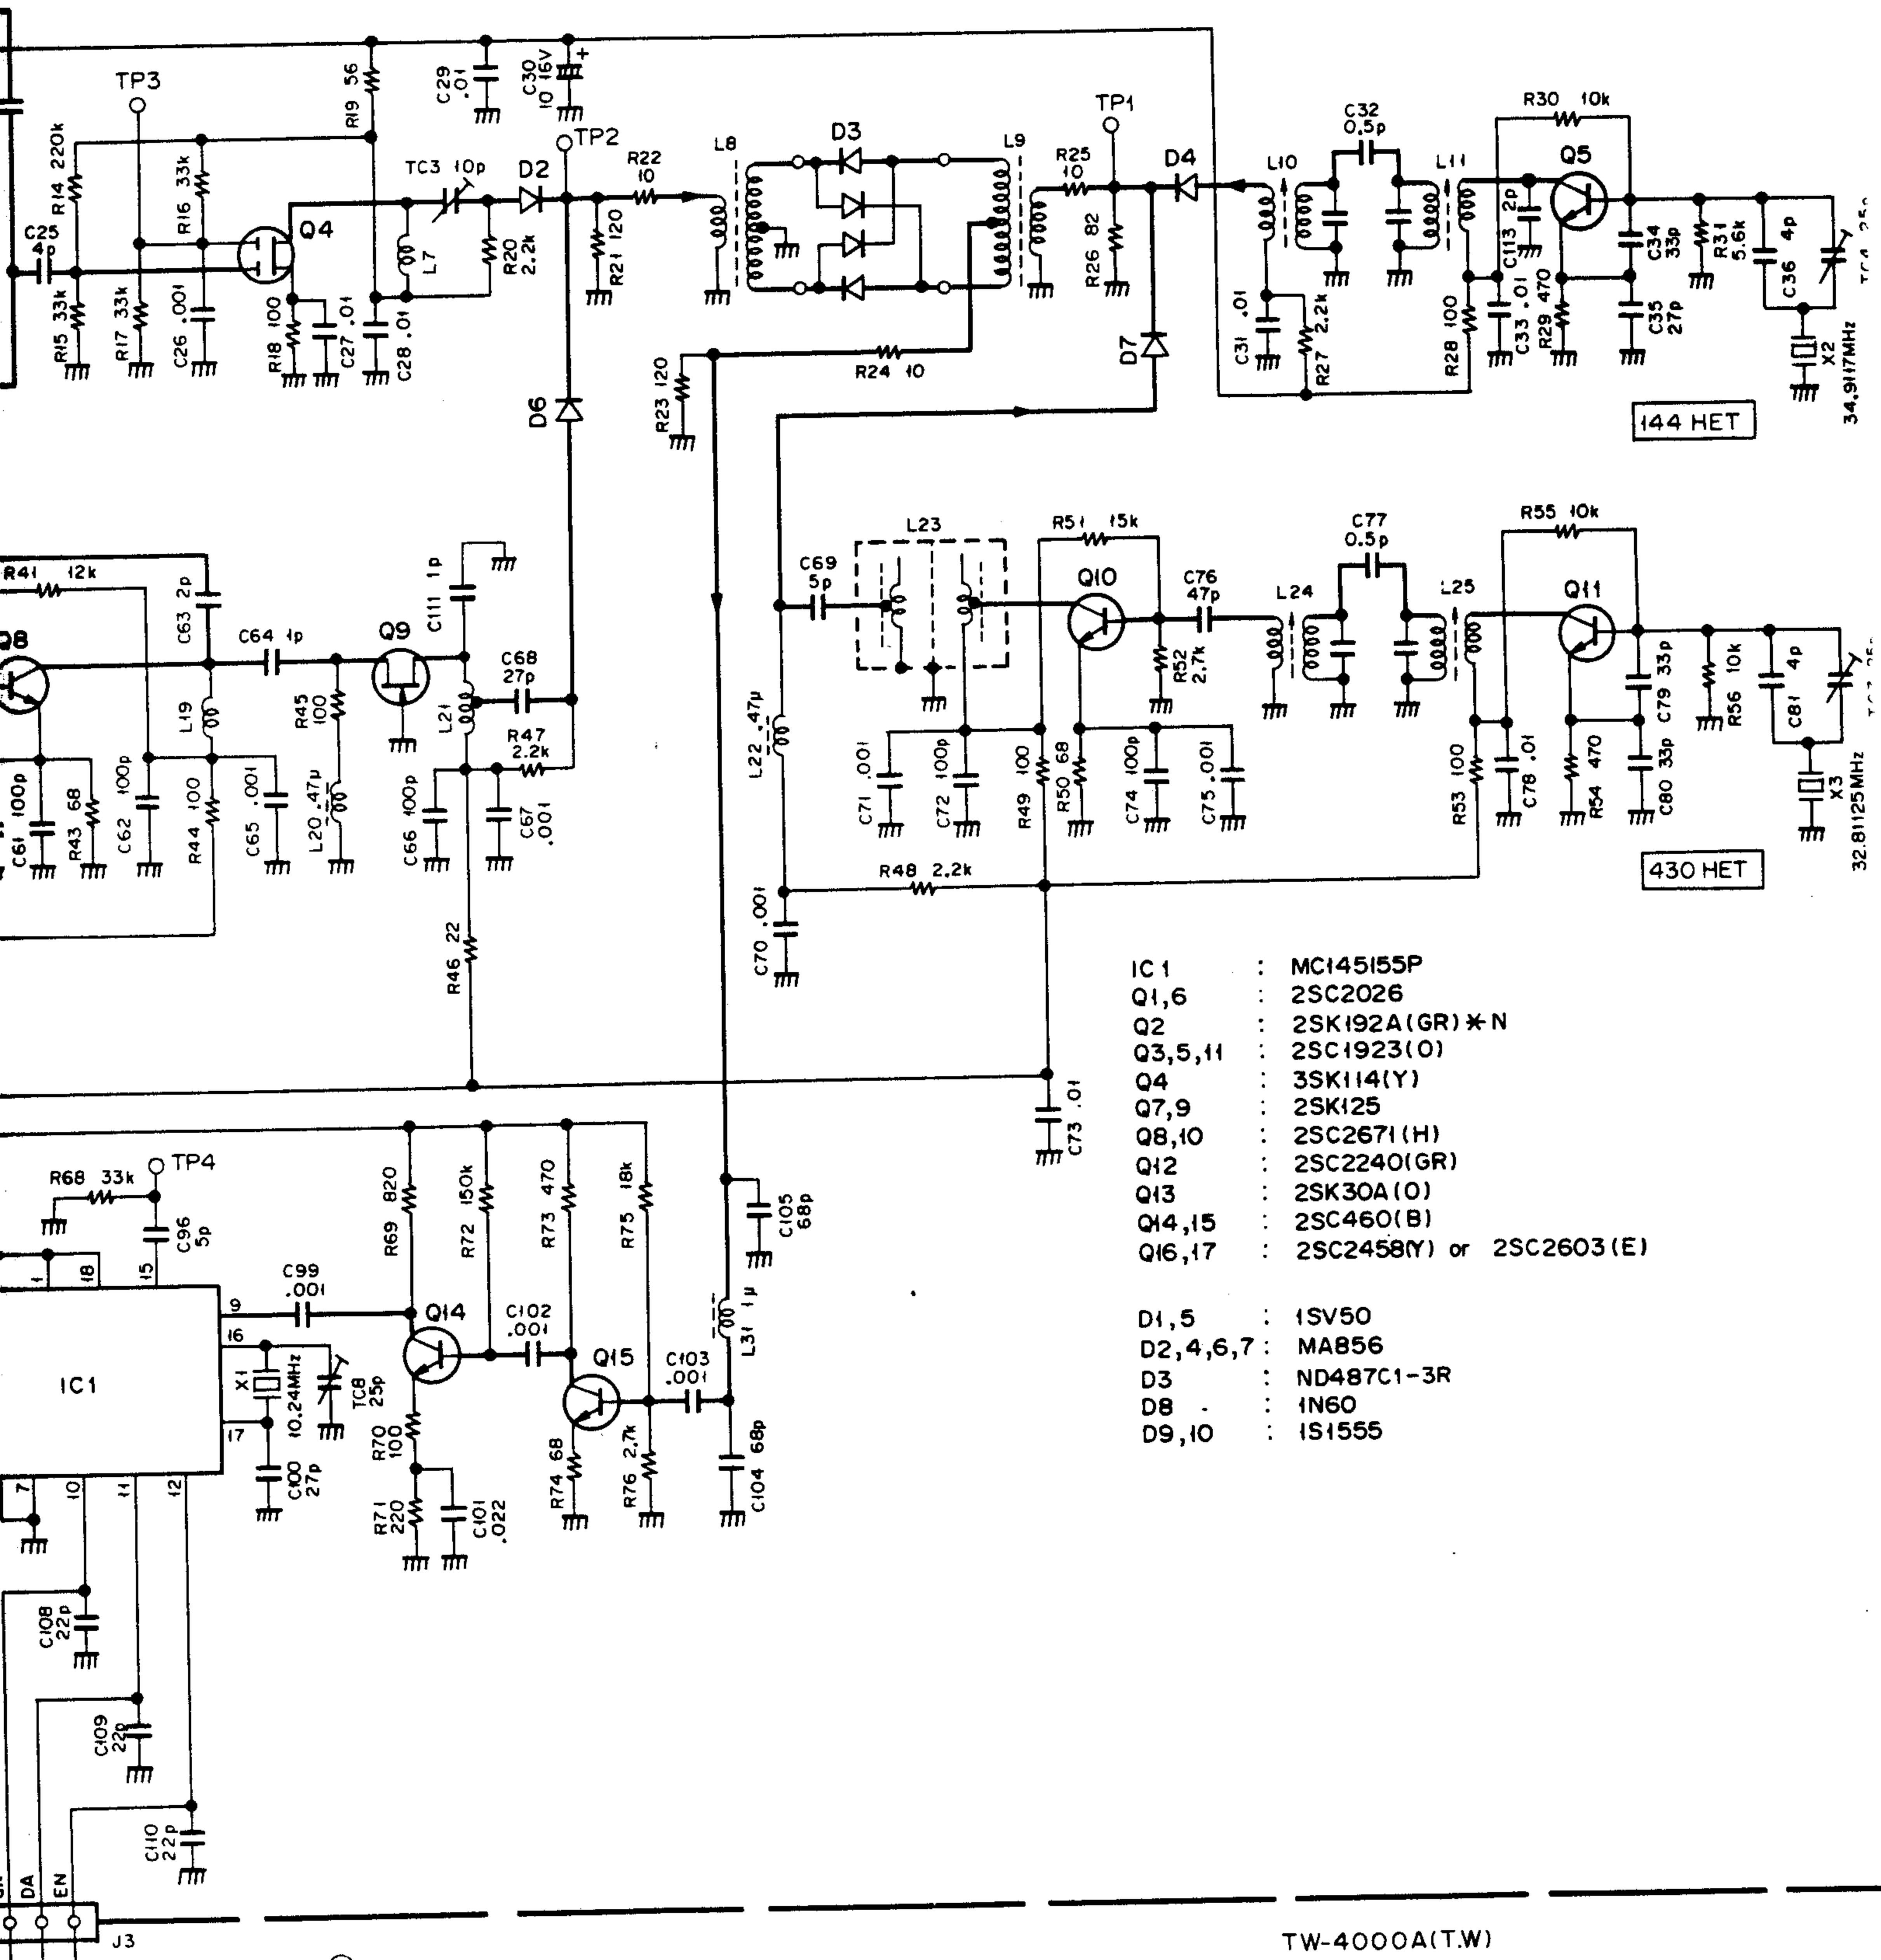 TP3
R14 220k
R16 33k
R19 56
C29
.01
C30
10 16V
+
TP2
TC3 10p
D2
R22
10
L8
D3
L9
R25
10
TP1
D4
L10
C32
0.5p
L11
R30 10k
Q5
C25
4p
Q4
L7
R20
2.2k
R21 120
R15 33k
R17 33k
C26 .001
R18 100
C27 .01
C28 .01
R26 82
C31 .01
R27 2.2k
C113 2p
R28 100
C33 .01
R29 470
C34
33p
C35
27p
R31
5.6k
C36 4p
X2
34.9117MHz
144 HET
R23 120
R24 10
D7
D6
R41 12k
C63 2p
C111 1p
Q8
C64 1p
Q9
C68
27p
R45
100
L19
L21
R47
2.2k
C61 100p
R43 68
C62 100p
R44 100
C65 .001
L20 .47μ
C66 100p
C67
.001
R46 22
C69
5p
L23
R51 15k
Q10
C76
47p
L24
C77
0.5p
L25
R55 10k
Q11
R52
2.7k
L22 .47μ
C71 .001
C72 100p
R49 100
R50 68
C74 100p
C75 .001
R53 100
C78 .01
R54 470
C79 33p
C80 33p
R56 10k
C81 4p
X3
32.81125MHz
430 HET
R48 2.2k
C70 .001
C73 .01
IC1 : MC145155P
Q1,6 : 2SC2026
Q2 : 2SK192A(GR)*N
Q3,5,11 : 2SC1923(O)
Q4 : 3SK114(Y)
Q7,9 : 2SK125
Q8,10 : 2SC2671(H)
Q12 : 2SC2240(GR)
Q13 : 2SK30A(O)
Q14,15 : 2SC460(B)
Q16,17 : 2SC2458(Y) or 2SC2603(E)
D1,5 : 1SV50
D2,4,6,7 : MA856
D3 : ND487C1-3R
D8 : 1N60
D9,10 : 1S1555
R68 33k
TP4
C96
5p
R69 820
R72 150k
R73 470
R75 18k
C105
68p
1
18
15
9
16
17
7
10
11
12
C99
.001
Q14
C102
.001
Q15
C103
.001
L31 1μ
IC1
X1
10.24MHz
TC8
25p
C100
27p
R70
100
R71
220
C101
.022
R74 68
R76 2.7k
C104 68p
C108
22p
C109
22p
C110
22p
DA
EN
J3
TW-4000A(T.W)